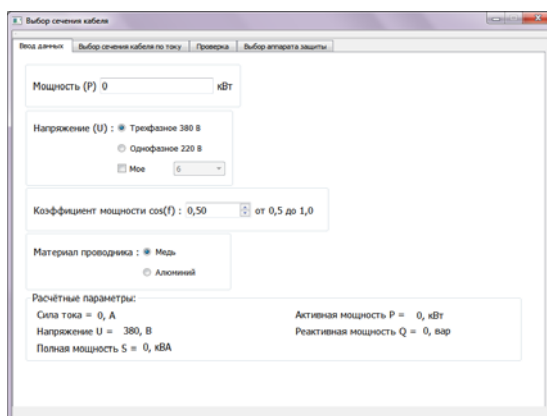 Выбор сечения кабеля
Ввод данных Выбор сечения кабеля по току Проверка Выбор аппарата защиты
Мощность (P) 0 кВт
Напряжение (U) : Трехфазное 380 В
Однофазное 220 В
Мое 6
Коэффициент мощности cos(f) : 0,50 от 0,5 до 1,0
Материал проводника : Медь
Алюминий
Расчётные параметры:
Сила тока = 0, А Активная мощность P = 0, кВт
Напряжение U = 380, В Реактивная мощность Q = 0, вар
Полная мощность S = 0, кВА